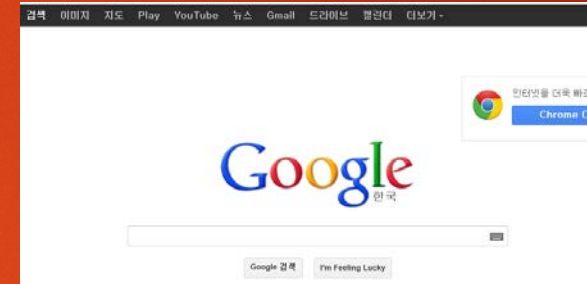 검색 이미지 지도 Play YouTube 뉴스 Gmail 드라이브 캘린더 더보기
인터넷을 더욱 빠르
Chrome
Google
한국
Google 검색 I'm Feeling Lucky